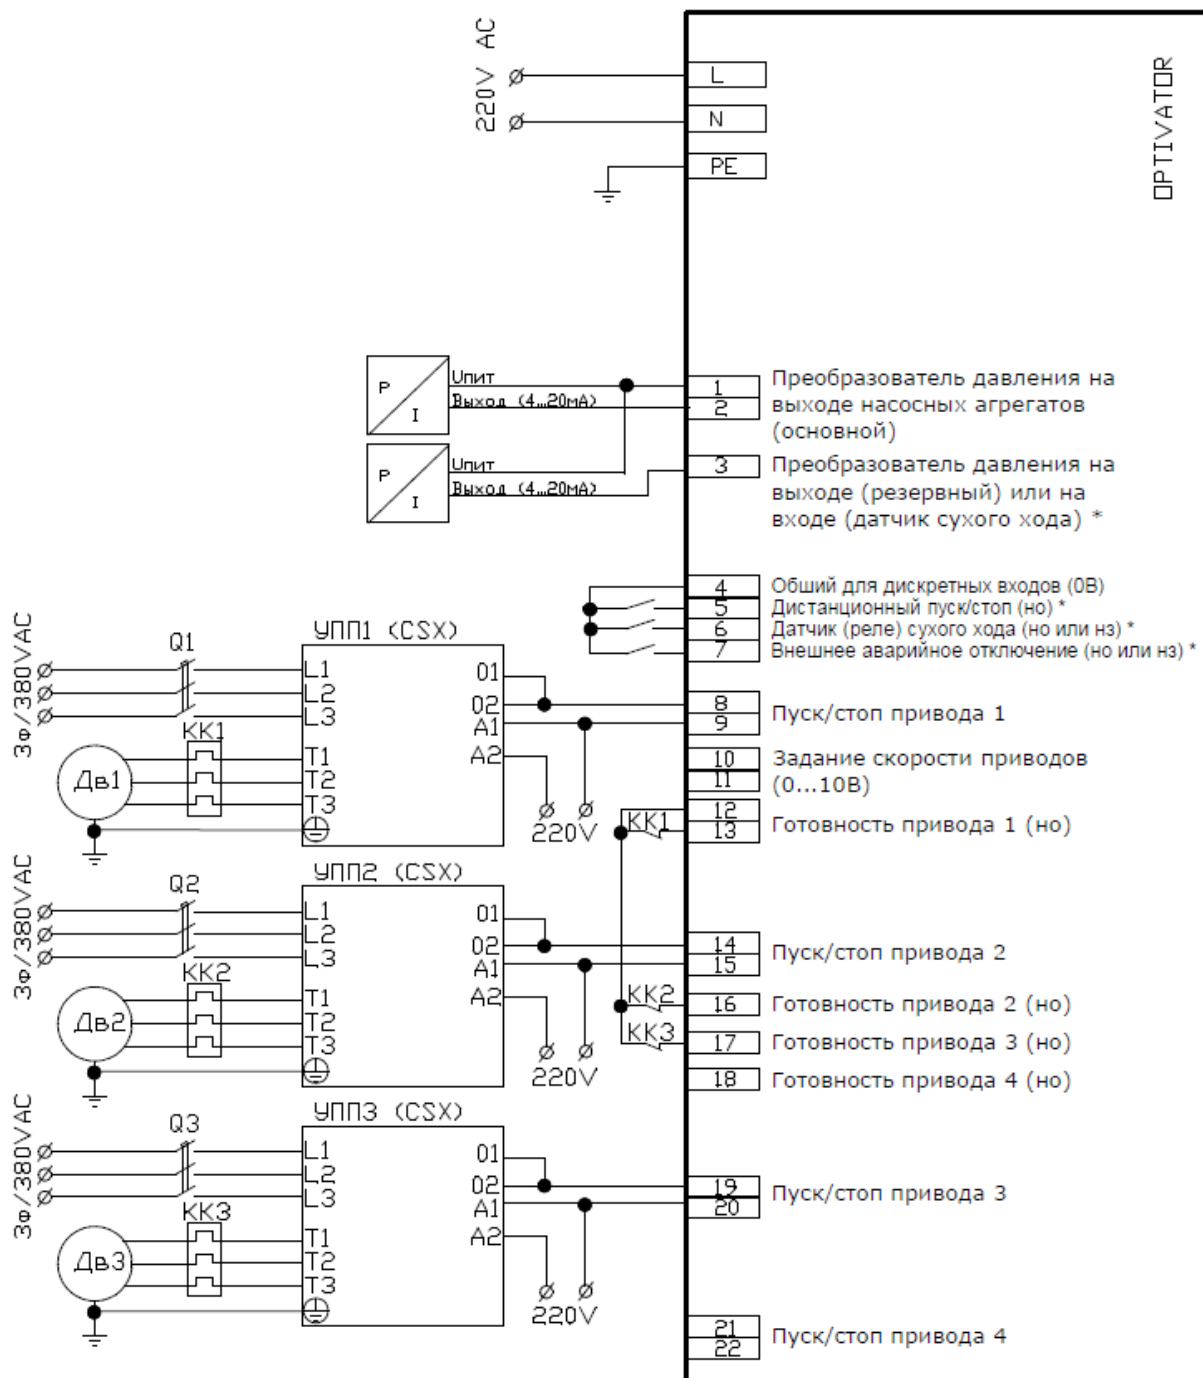 220V AC
L
N
PE
OPTIVATOR
P
I
Uпит
Выход (4...20мА)
P
I
Uпит
Выход (4...20мА)
1
2
Преобразователь давления на
выходе насосных агрегатов
(основной)
3
Преобразователь давления на
выходе (резервный) или на
входе (датчик сухого хода) *
4
Обший для дискретных входов (0В)
5
Дистанционный пуск/стоп (но) *
6
Датчик (реле) сухого хода (но или нз) *
7
Внешнее аварийное отключение (но или нз) *
3ф/380VAC
Q1
УПП1 (CSX)
L1
L2
L3
KK1
Дв1
T1
T2
T3
01
02
A1
A2
220V
8
9
Пуск/стоп привода 1
10
11
Задание скорости приводов
(0...10В)
12
13
KK1
Готовность привода 1 (но)
3ф/380VAC
Q2
УПП2 (CSX)
L1
L2
L3
KK2
Дв2
T1
T2
T3
01
02
A1
A2
220V
14
15
Пуск/стоп привода 2
KK2
16
Готовность привода 2 (но)
KK3
17
Готовность привода 3 (но)
18
Готовность привода 4 (но)
3ф/380VAC
Q3
УПП3 (CSX)
L1
L2
L3
KK3
Дв3
T1
T2
T3
01
02
A1
A2
220V
19
20
Пуск/стоп привода 3
21
22
Пуск/стоп привода 4